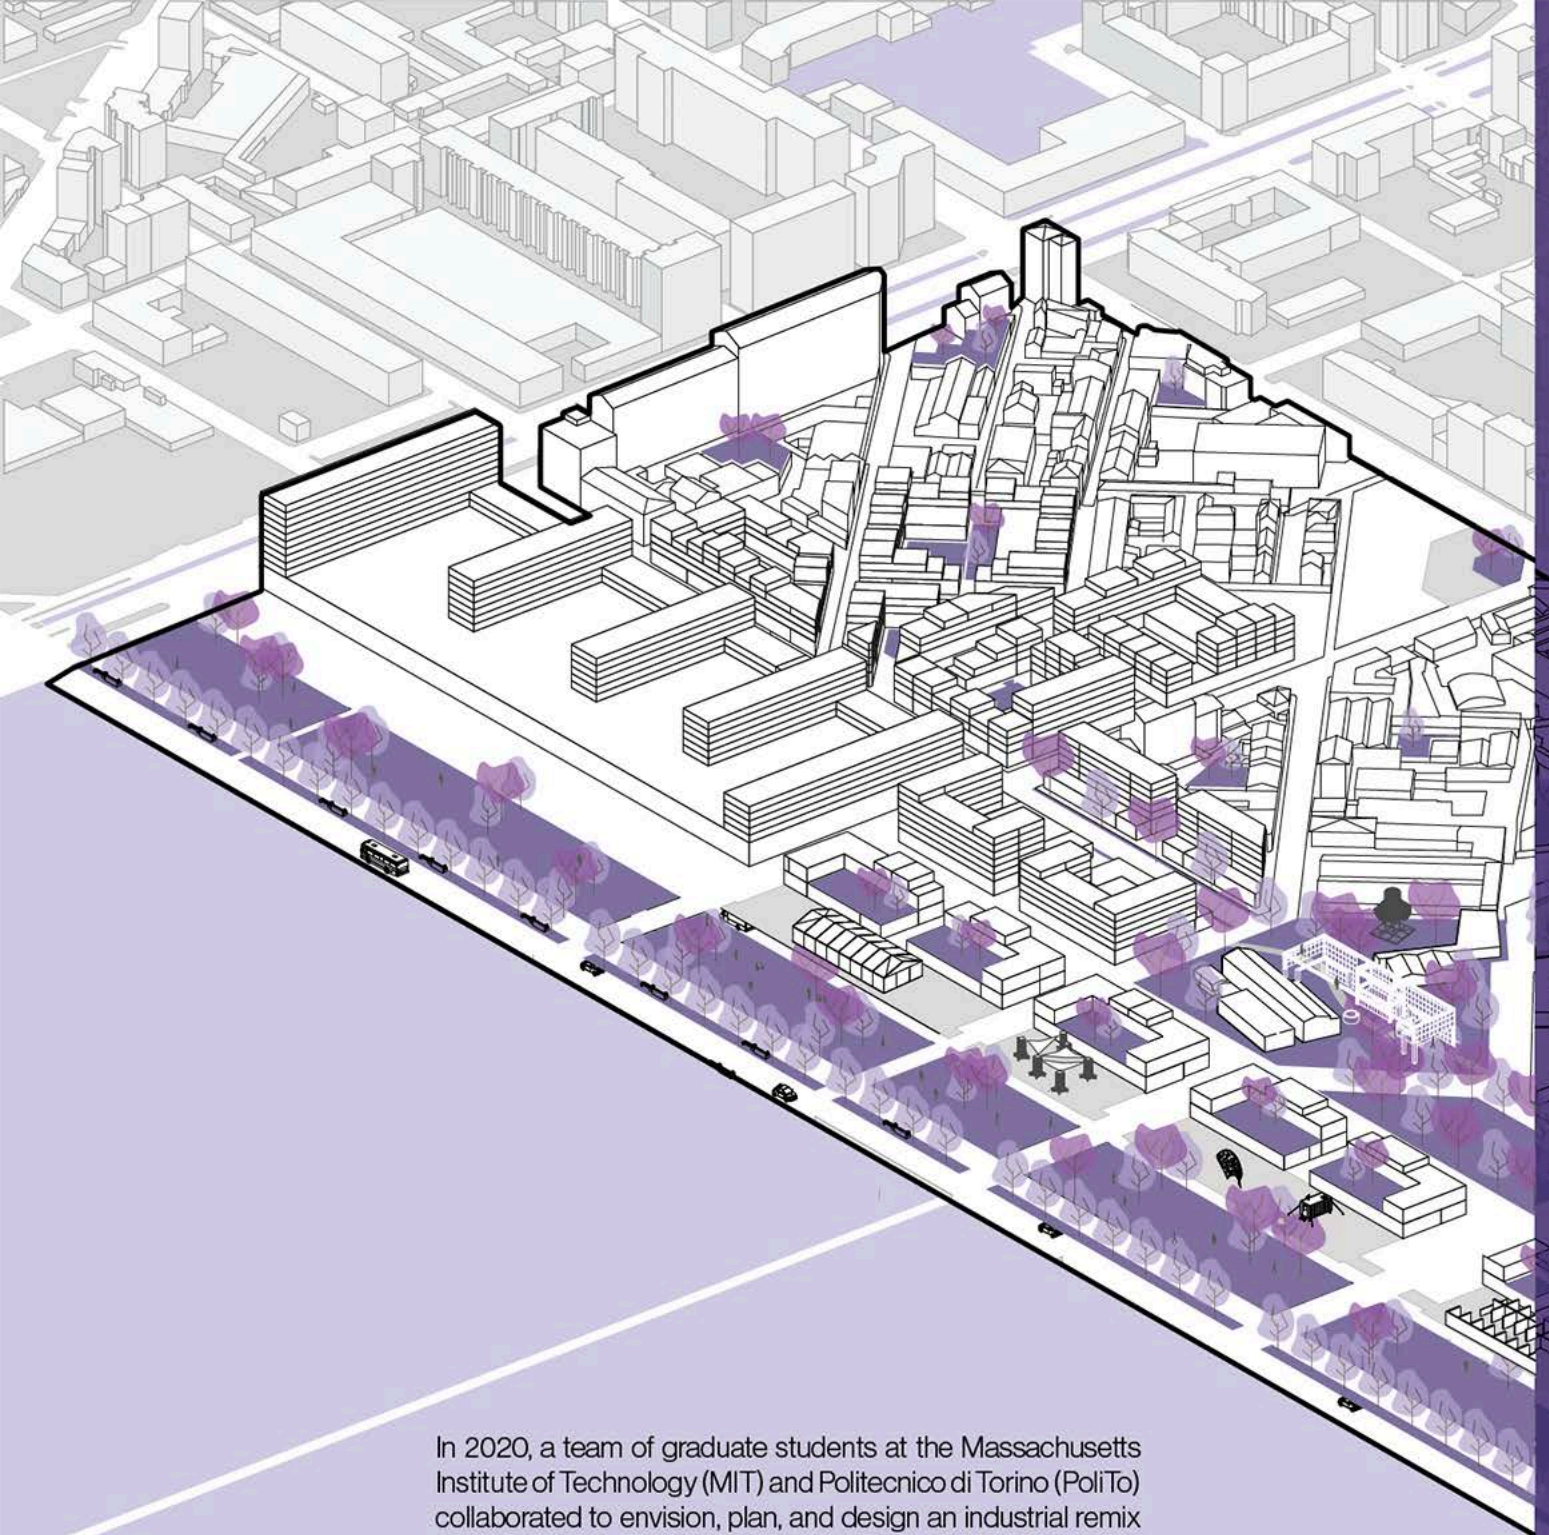 In 2020, a team of graduate students at the Massachusetts
Institute of Technology (MIT) and Politecnico di Torino (PoliTo)
collaborated to envision, plan, and design an industrial remix